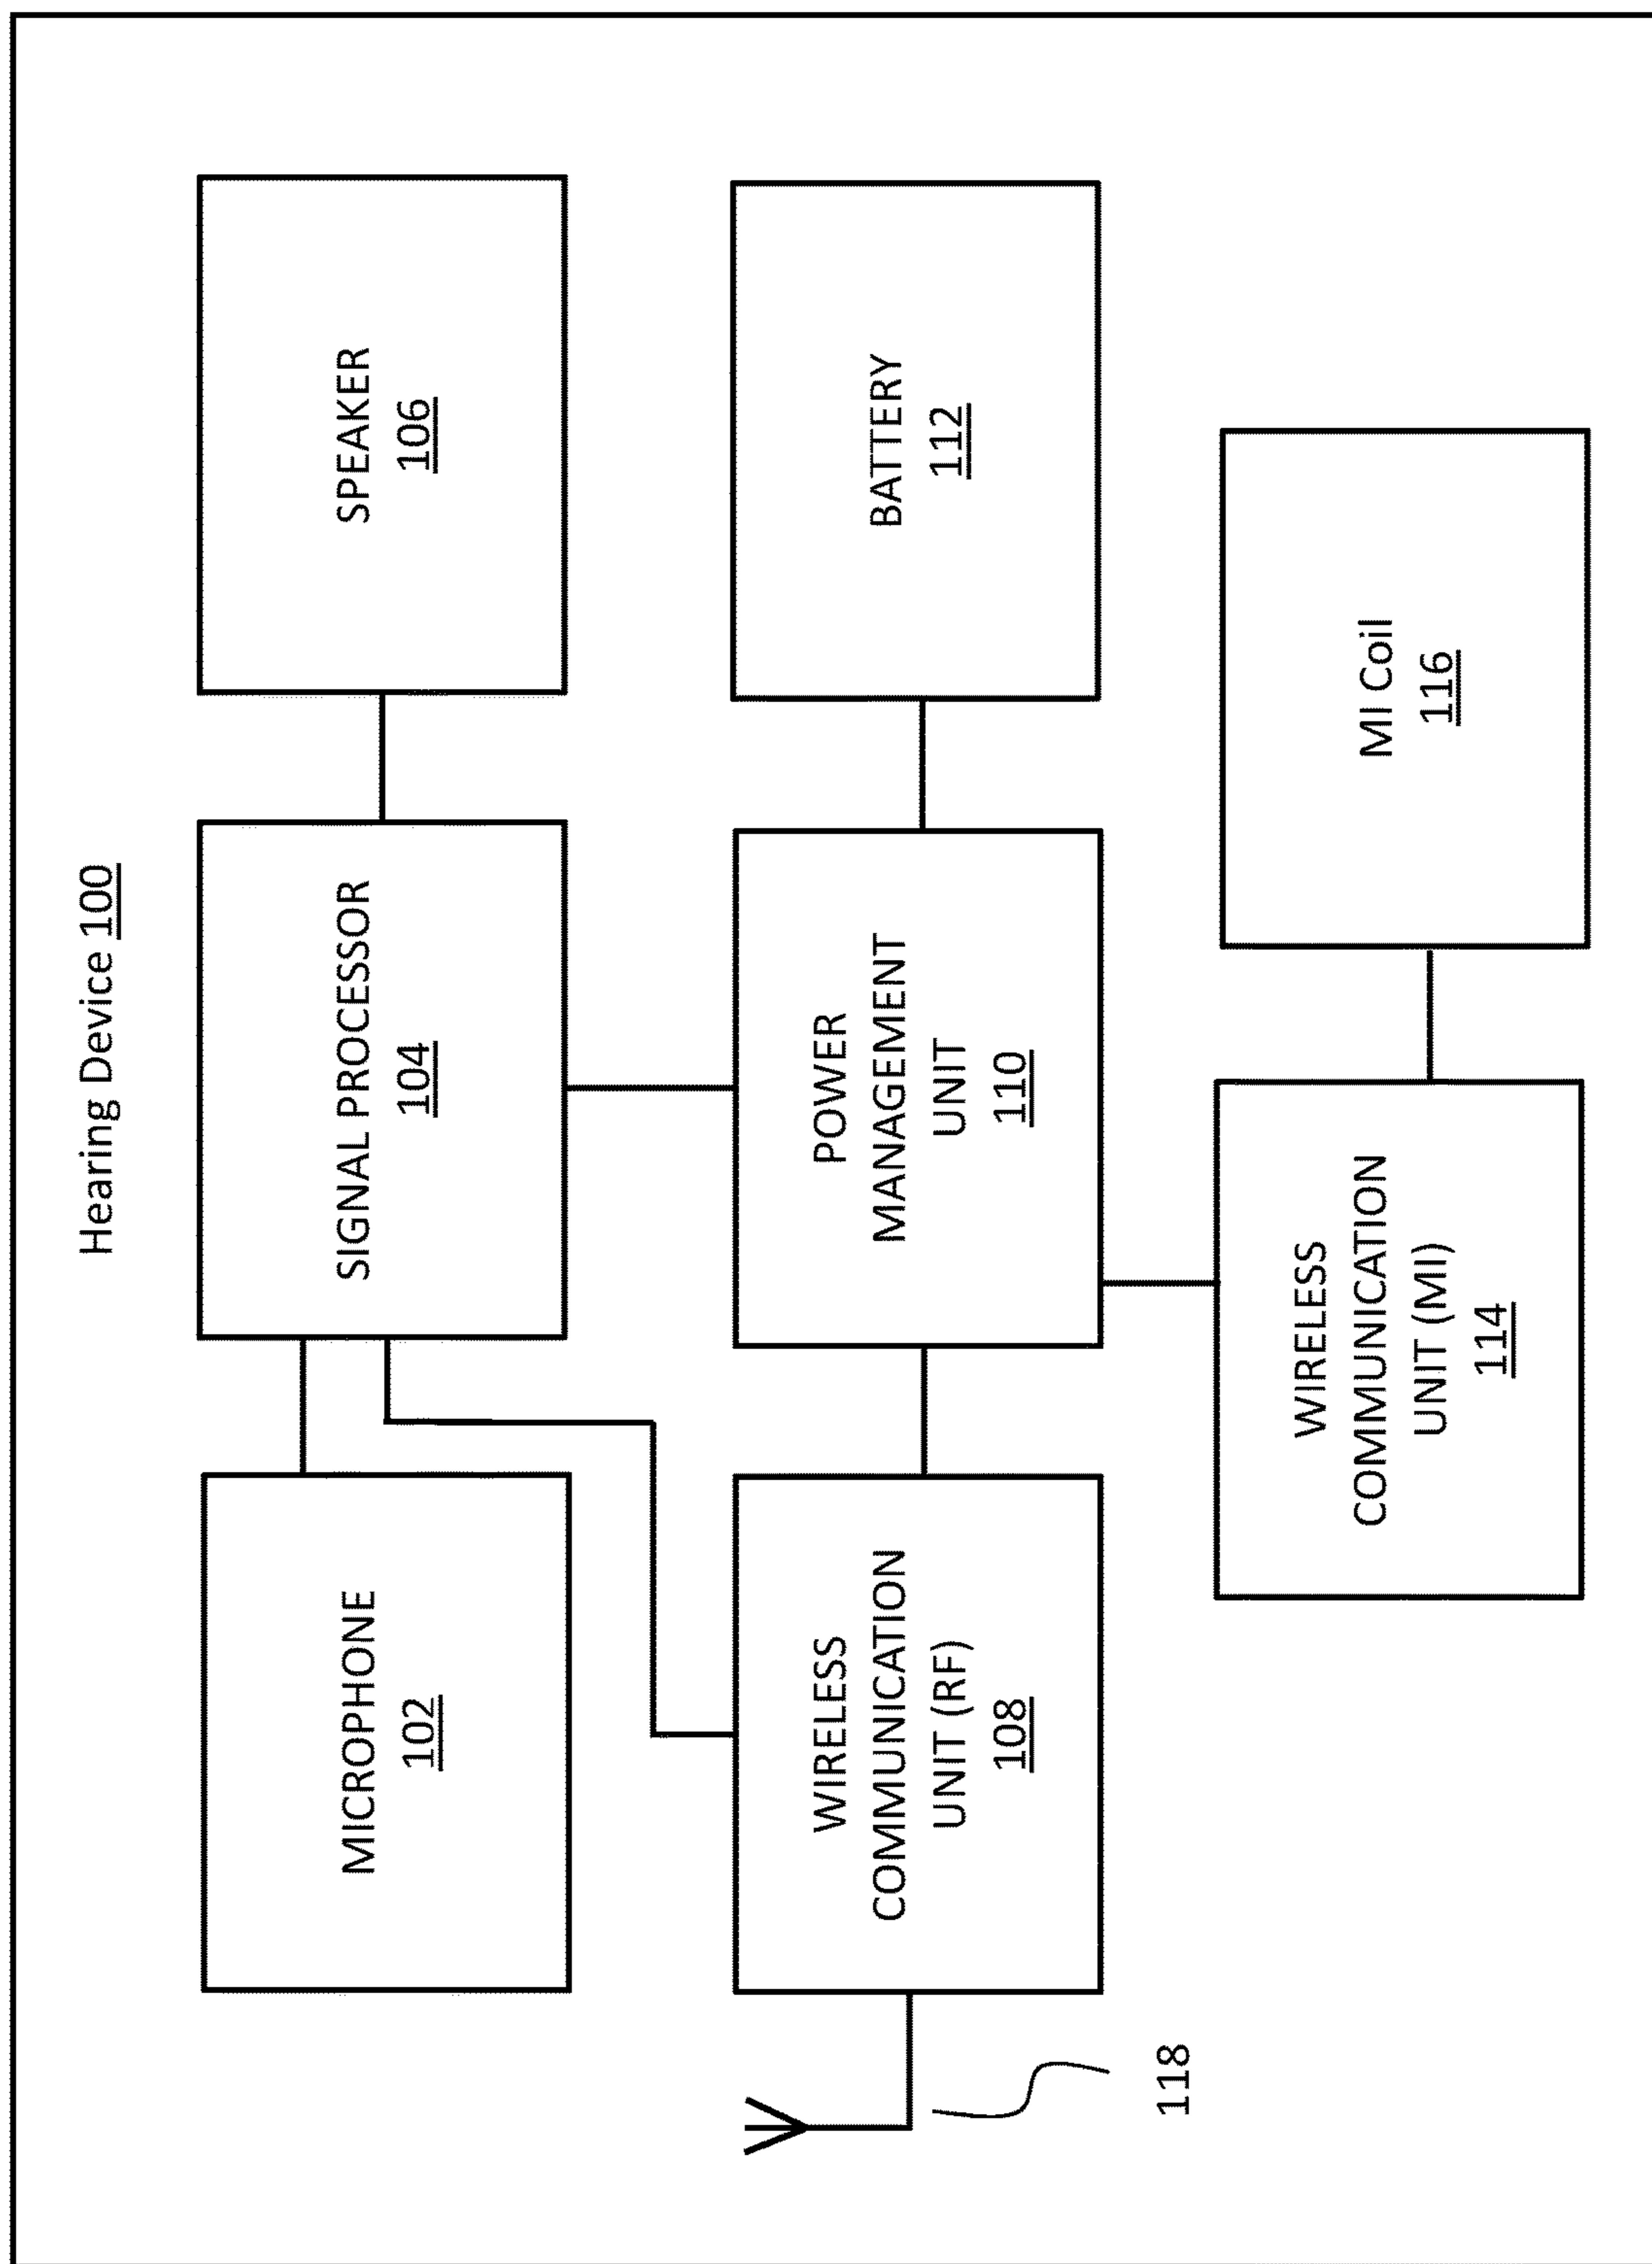 Hearing Device 100
MICROPHONE
102
SIGNAL PROCESSOR
104
SPEAKER
106
WIRELESS
COMMUNICATION
UNIT (RF)
108
POWER
MANAGEMENT
UNIT
110
BATTERY
112
118
WIRELESS
COMMUNICATION
UNIT (MI)
114
MI Coil
116